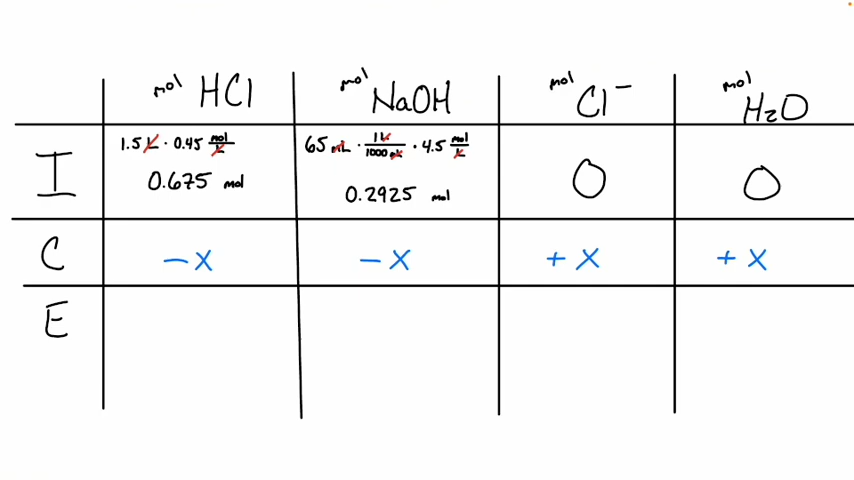 mol HCl mol NaOH mol Cl⁻ mol H₂O
I 1.5 L · 0.45 mol/L 65 mL · 1L/1000 mL · 4.5 mol/L
0.675 mol 0.2925 mol 0 0
C -x -x +x +x
E